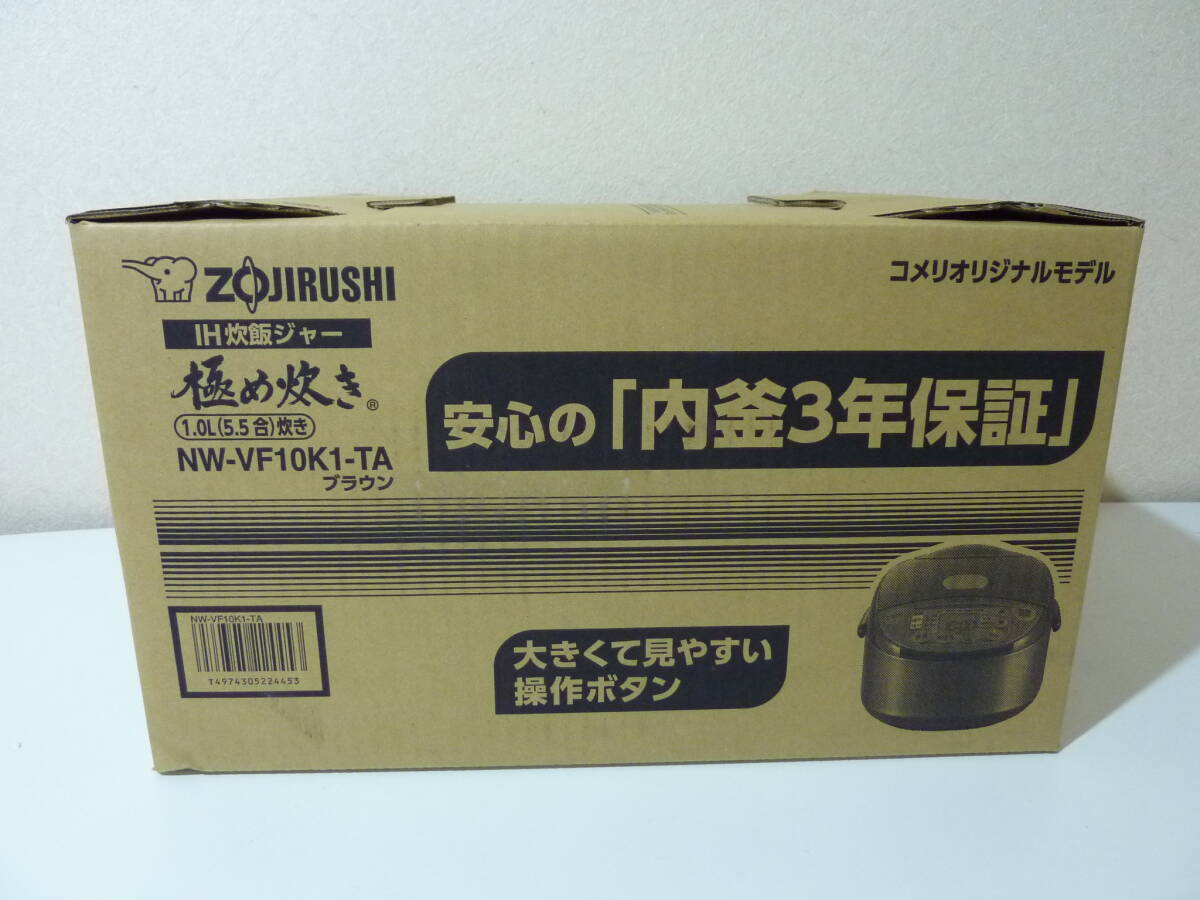 ZOJIRUSHI
IH炊飯ジャー
極め炊き®
1.0L(5.5合)炊き
NW-VF10K1-TA
ブラウン
コメリオリジナルモデル
安心の「内釜3年保証」
NW-VF10K1-TA
T4974305224453
大きくて見やすい
操作ボタン